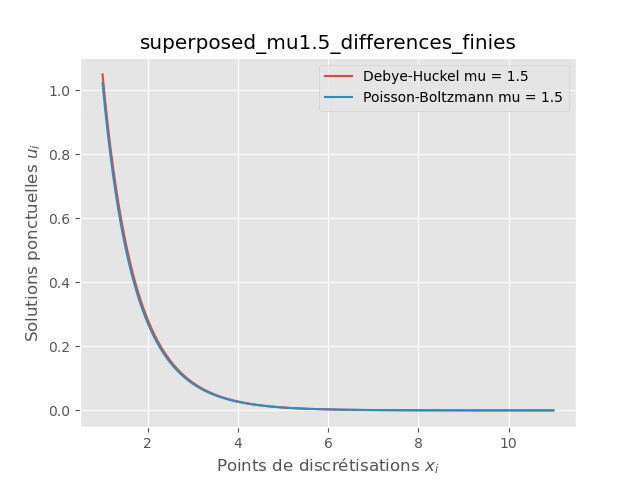 superposed_mu1.5_differences_finies
Debye-Huckel mu = 1.5
Poisson-Boltzmann mu = 1.5
Solutions ponctuelles u_i
1.0
0.8
0.6
0.4
0.2
0.0
2 4 6 8 10
Points de discrétisations x_i